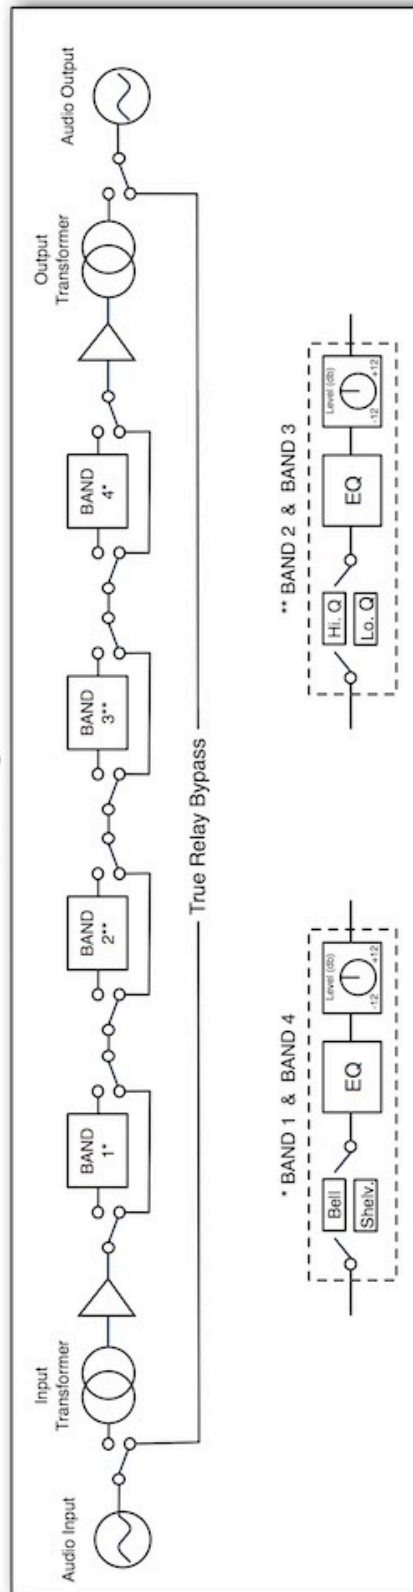 Audio Input
Input
Transformer
BAND
1*
BAND
2**
BAND
3**
BAND
4*
Output
Transformer
Audio Output
True Relay Bypass
* BAND 1 & BAND 4
Bell
Shelv.
EQ
Level (db)
-12
+12
** BAND 2 & BAND 3
Hi. Q
Lo. Q
EQ
Level (db)
-12
+12